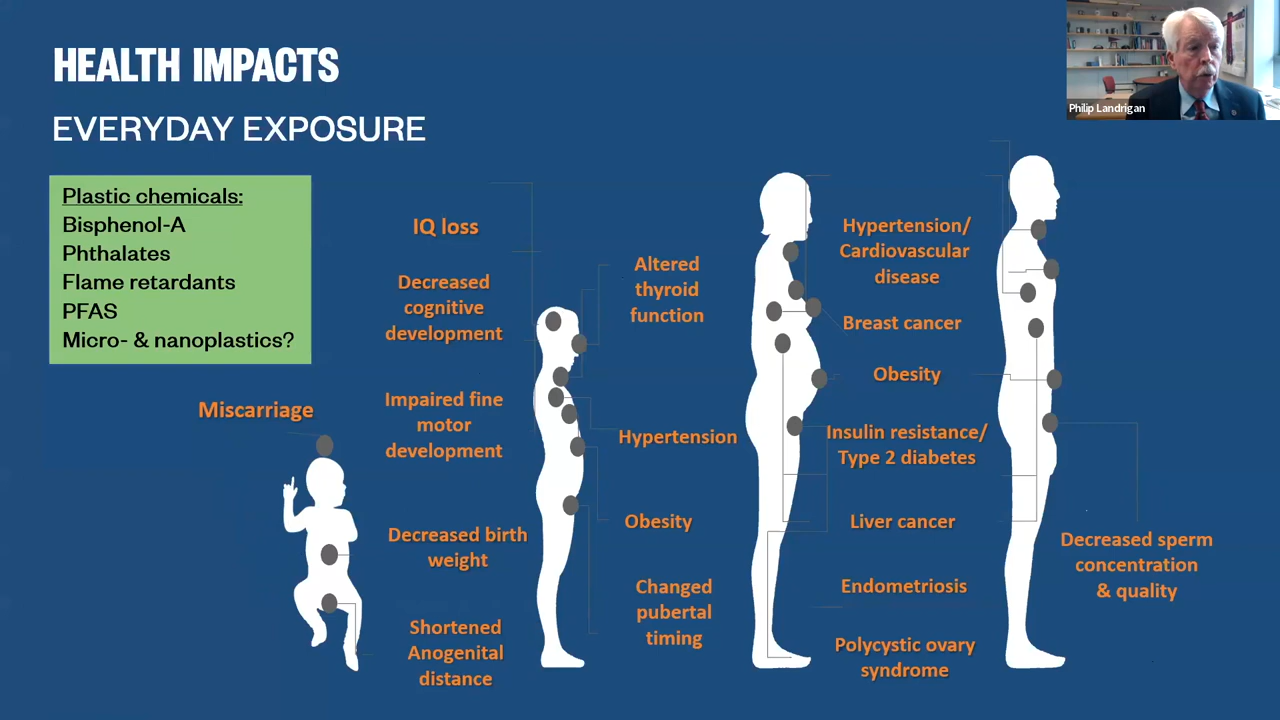 HEALTH IMPACTS
EVERYDAY EXPOSURE
Philip Landrigan
Plastic chemicals:
Bisphenol-A
Phthalates
Flame retardants
PFAS
Micro- & nanoplastics?
Miscarriage
IQ loss
Decreased
cognitive
development
Impaired fine
motor
development
Decreased birth
weight
Shortened
Anogenital
distance
Altered
thyroid
function
Hypertension
Obesity
Changed
pubertal
timing
Hypertension/
Cardiovascular
disease
Breast cancer
Obesity
Insulin resistance/
Type 2 diabetes
Liver cancer
Endometriosis
Polycystic ovary
syndrome
Decreased sperm
concentration
& quality